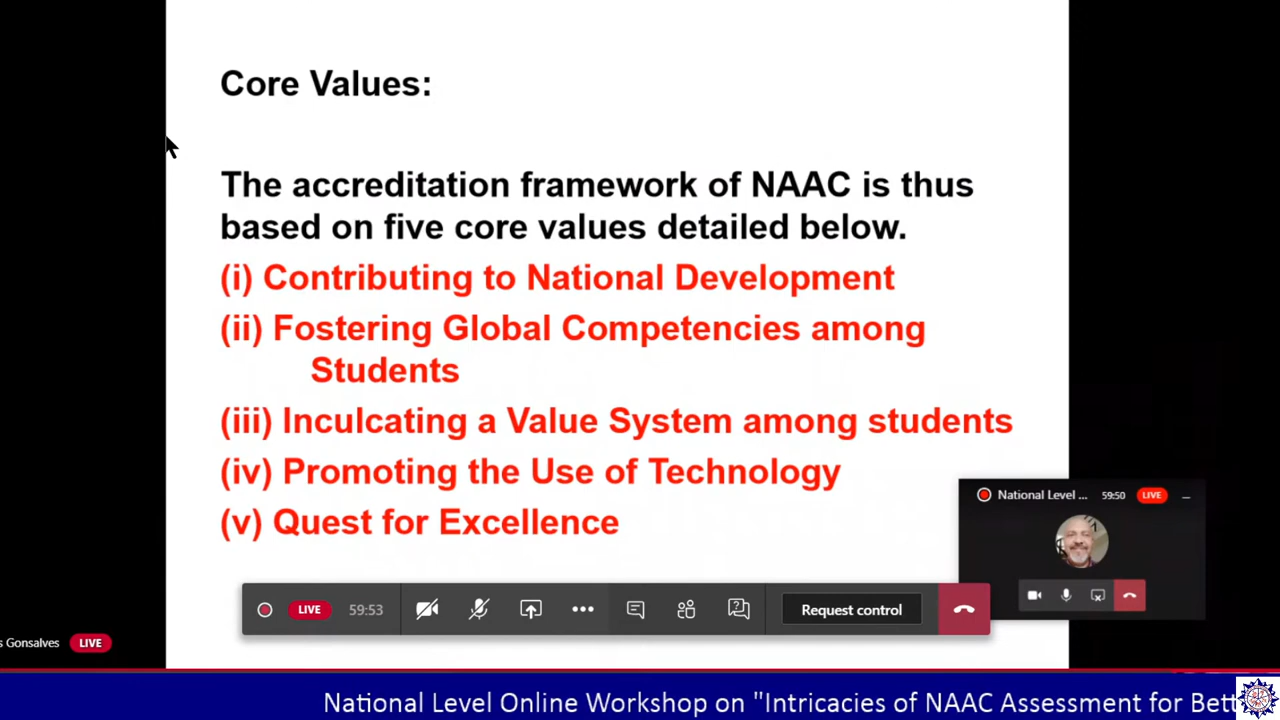 Core Values:
The accreditation framework of NAAC is thus
based on five core values detailed below.
(i) Contributing to National Development
(ii) Fostering Global Competencies among
Students
(iii) Inculcating a Value System among students
(iv) Promoting the Use of Technology
(v) Quest for Excellence
National Level ... 59:50 LIVE
LIVE 59:53 Request control
s Gonsalves LIVE
National Level Online Workshop on "Intricacies of NAAC Assessment for Bett